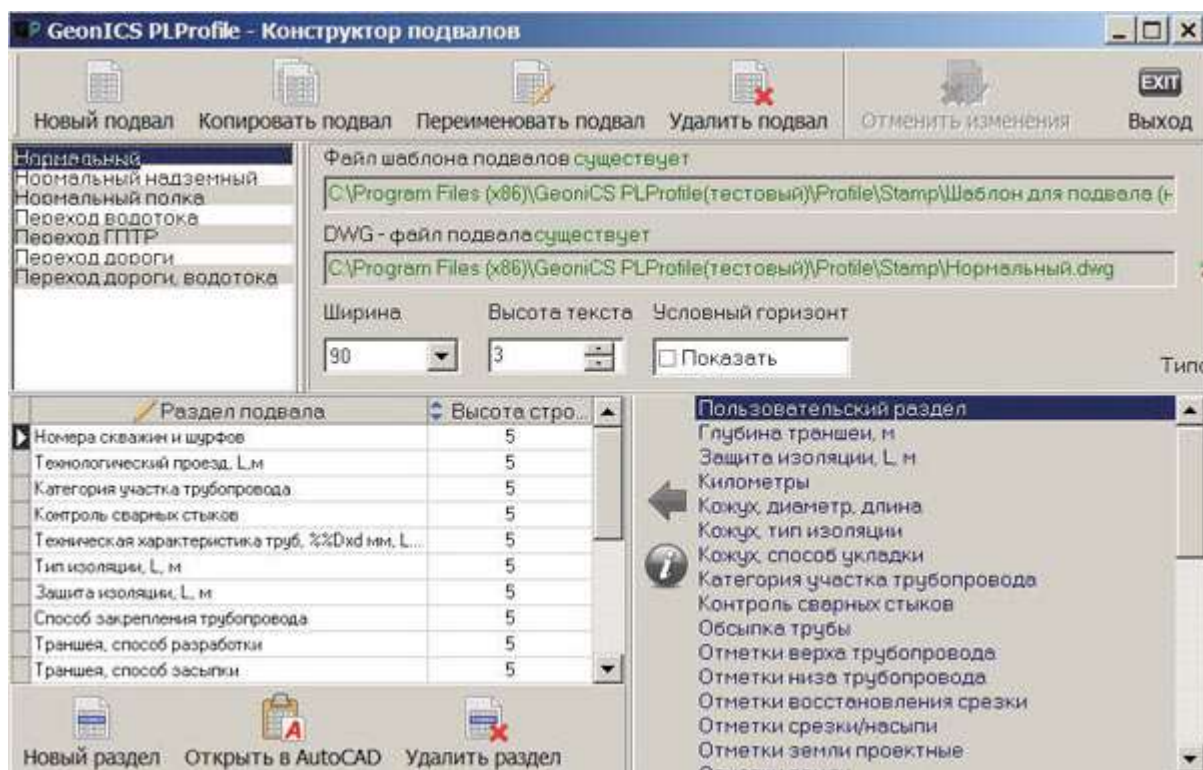 GeonICS PLProfile - Конструктор подвалов
Новый подвал Копировать подвал Переименовать подвал Удалить подвал Отменить изменения EXIT Выход
Нормальный
Нормальный надземный
Нормальный полка
Переход водотока
Переход ГПТР
Переход дороги
Переход дороги, водотока
Файл шаблона подвалов существует
C:\Program Files (x86)\GeoniCS PLProfile(тестовый)\Profile\Stamp\Шаблон для подвала (н
DWG - файл подвала существует
C:\Program Files (x86)\GeoniCS PLProfile(тестовый)\Profile\Stamp\Нормальный.dwg
Ширина Высота текста Условный горизонт
90 3 Показать
Типо
Раздел подвала Высота стро...
Номера скважин и шурфов 5
Технологический проезд, L,м 5
Категория участка трубопровода 5
Контроль сварных стыков 5
Техническая характеристика труб, %%Dxd мм, L... 5
Тип изоляции, L, м 5
Защита изоляции, L, м 5
Способ закрепления трубопровода 5
Траншея, способ разработки 5
Траншея, способ засыпки 5
Новый раздел Открыть в AutoCAD Удалить раздел
Пользовательский раздел
Глубина траншеи, м
Защита изоляции, L, м
Километры
Кожух, диаметр, длина
Кожух, тип изоляции
Кожух, способ укладки
Категория участка трубопровода
Контроль сварных стыков
Обсыпка трубы
Отметки верха трубопровода
Отметки низа трубопровода
Отметки восстановления срезки
Отметки срезки/насыпи
Отметки земли проектные